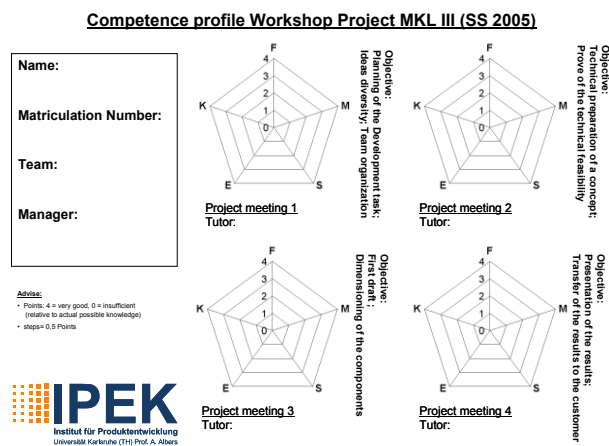 Competence profile Workshop Project MKL III (SS 2005)
Name:
Matriculation Number:
Team:
Manager:
F
4
3
2
1
0
K
M
E
S
Objective:
Planning of the Development task;
Ideas diversity; Team organization
Project meeting 1
Tutor:
F
4
3
2
1
0
K
M
E
S
Objective:
Technical preparation of a concept;
Prove of the technical feasibility
Project meeting 2
Tutor:
Advise:
• Points: 4 = very good, 0 = insufficient
(relative to actual possible knowledge)
• steps= 0,5 Points
F
4
3
2
1
0
K
M
E
S
Objective:
First draft ;
Dimensioning of the components
Project meeting 3
Tutor:
F
4
3
2
1
0
K
M
E
S
Objective:
Presentation of the results;
Transfer of the results to the customer
Project meeting 4
Tutor:
IPEK
Institut für Produktentwicklung
Universität Karlsruhe (TH) Prof. A. Albers